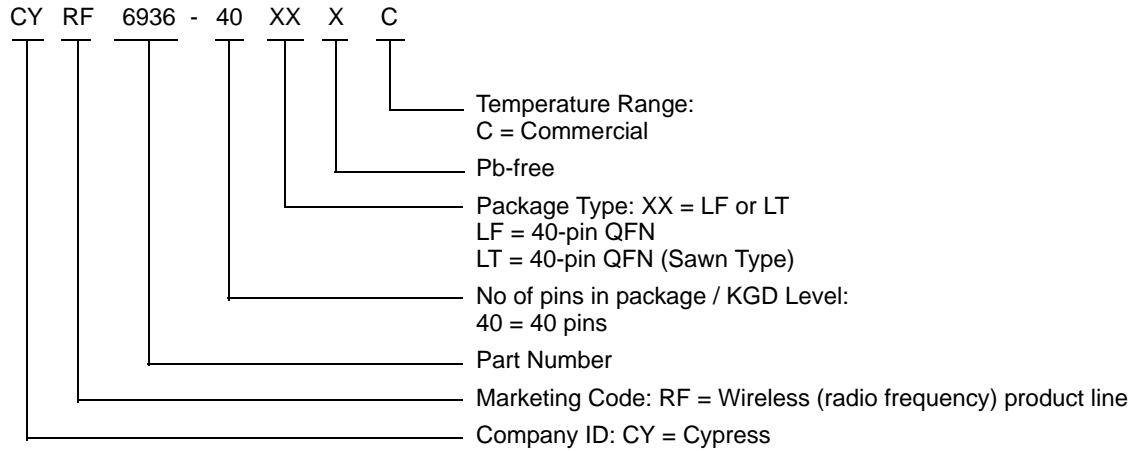 CY RF 6936 - 40 XX X C
Temperature Range:
C = Commercial
Pb-free
Package Type: XX = LF or LT
LF = 40-pin QFN
LT = 40-pin QFN (Sawn Type)
No of pins in package / KGD Level:
40 = 40 pins
Part Number
Marketing Code: RF = Wireless (radio frequency) product line
Company ID: CY = Cypress